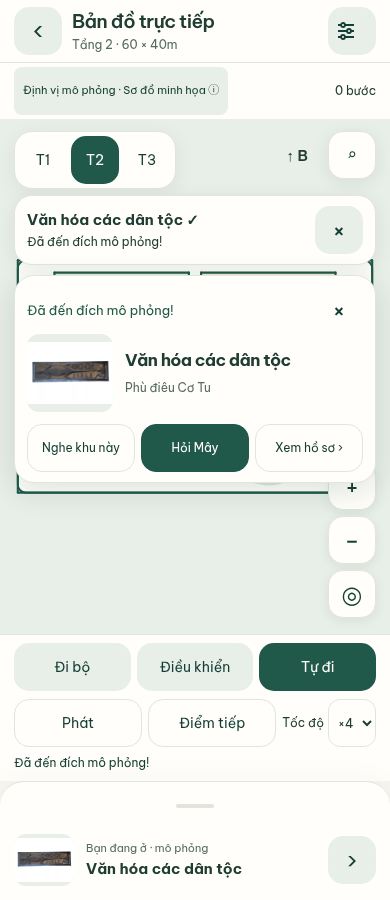 Bản đồ trực tiếp
Tầng 2 · 60 × 40m
Định vị mô phỏng · Sơ đồ minh họa ⓘ
0 bước
T1
T2
T3
↑ B
Văn hóa các dân tộc ✓
Đã đến đích mô phỏng!
×
Đã đến đích mô phỏng!
×
Văn hóa các dân tộc
Phù điêu Cơ Tu
Nghe khu này
Hỏi Mây
Xem hồ sơ ›
+
−
◎
Đi bộ
Điều khiển
Tự đi
Phát
Điểm tiếp
Tốc độ
×4
Đã đến đích mô phỏng!
Bạn đang ở · mô phỏng
Văn hóa các dân tộc